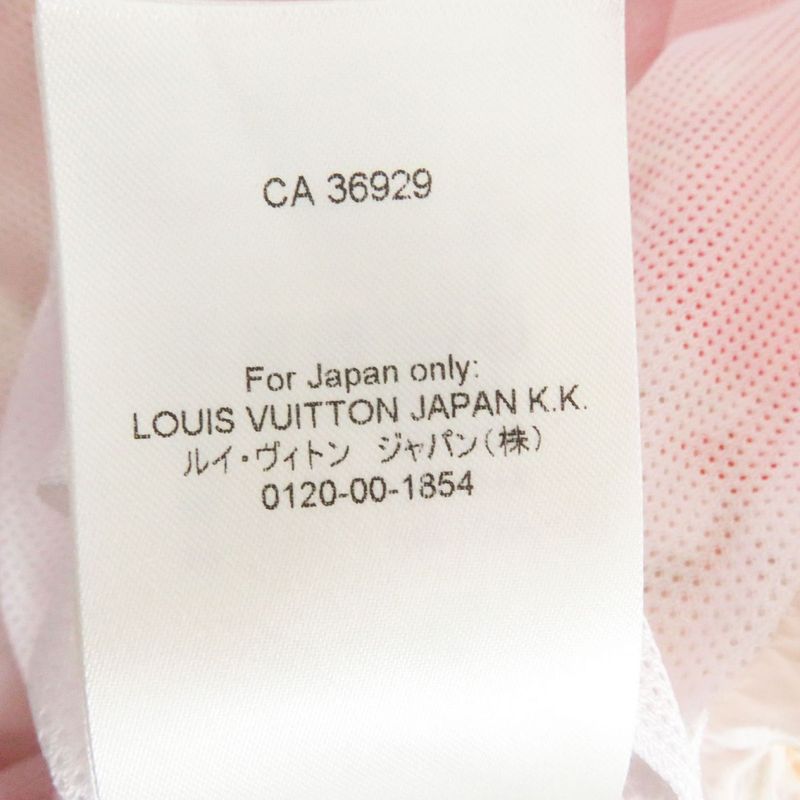 CA 36929
For Japan only:
LOUIS VUITTON JAPAN K.K.
ルイ・ヴィトン ジャパン(株)
0120-00-1854